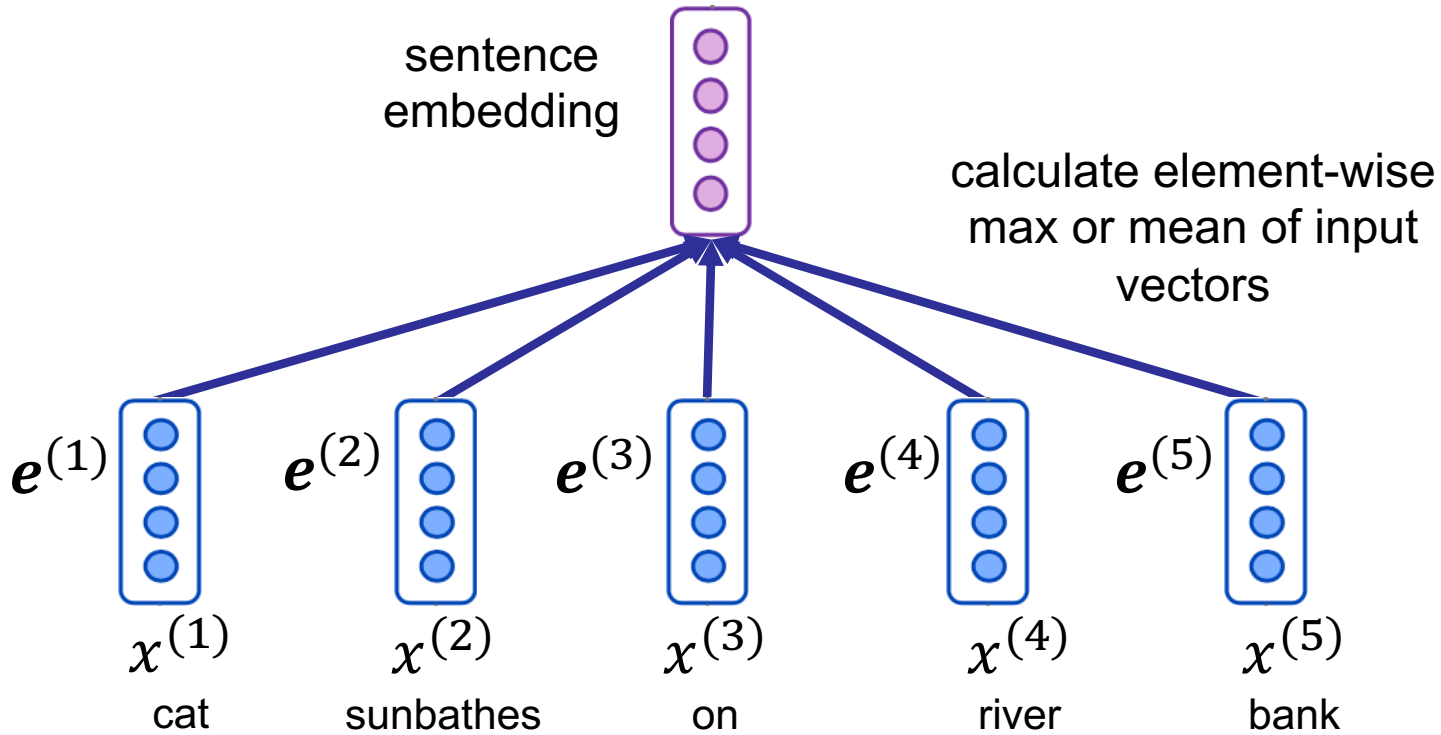 sentence
embedding
calculate element-wise
max or mean of input
vectors
e⁽¹⁾ e⁽²⁾ e⁽³⁾ e⁽⁴⁾ e⁽⁵⁾
x⁽¹⁾ x⁽²⁾ x⁽³⁾ x⁽⁴⁾ x⁽⁵⁾
cat sunbathes on river bank